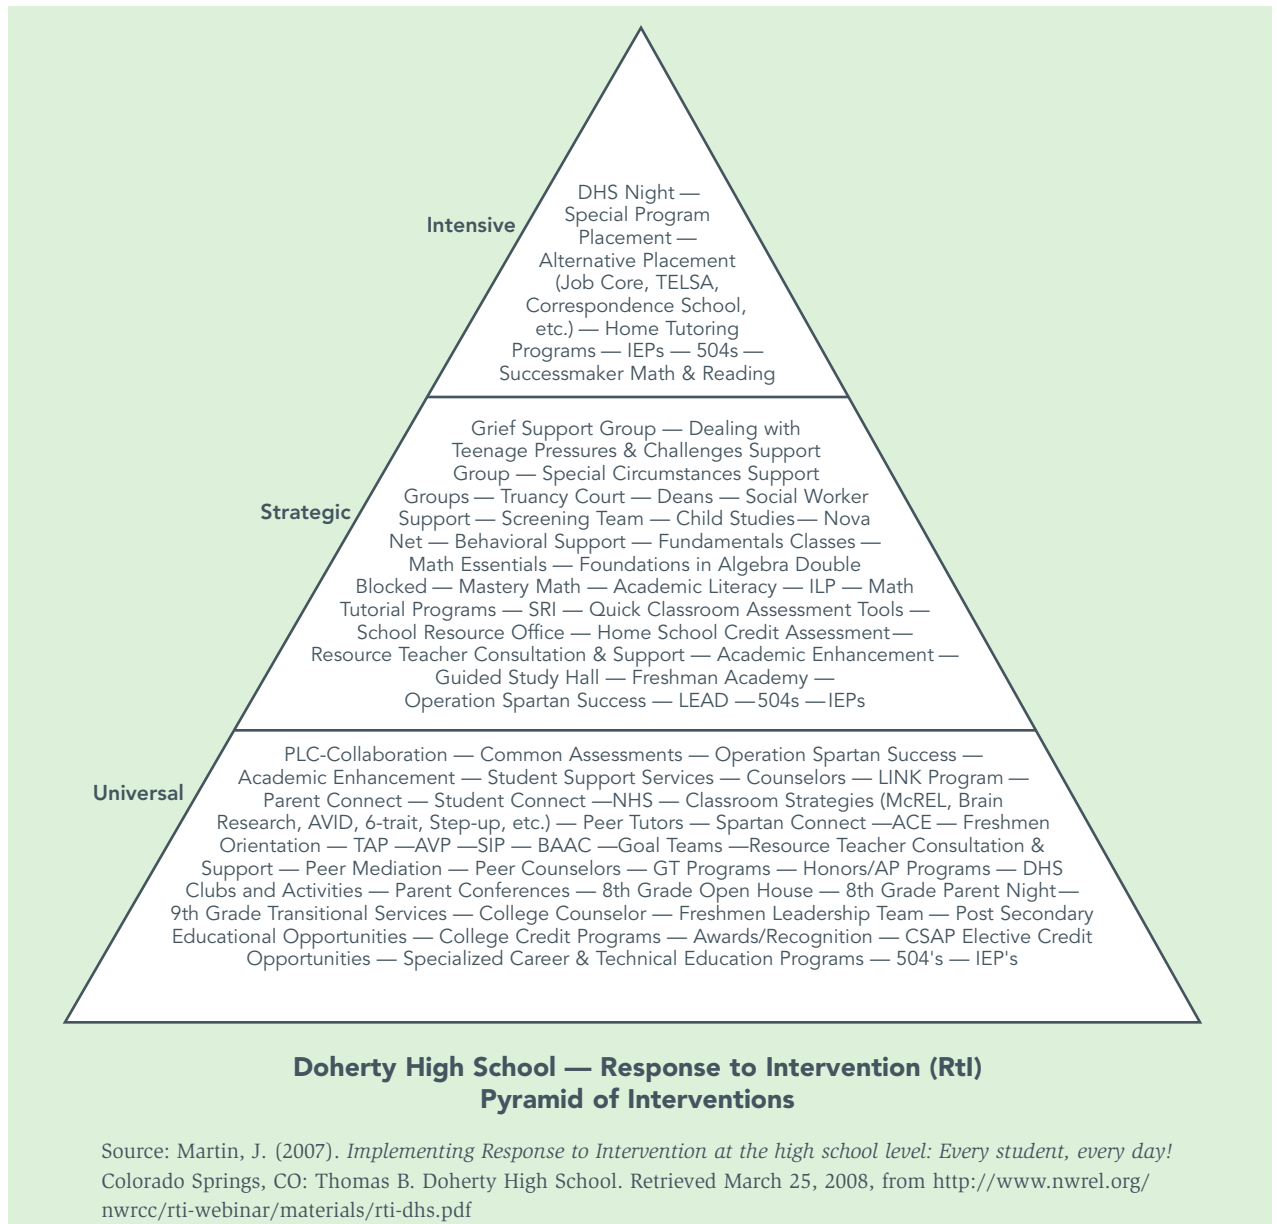 DHS Night —
Special Program
Placement —
Alternative Placement
(Job Core, TELSA,
Correspondence School,
etc.) — Home Tutoring
Programs — IEPs — 504s —
Successmaker Math & Reading
Intensive
Grief Support Group — Dealing with
Teenage Pressures & Challenges Support
Group — Special Circumstances Support
Groups — Truancy Court — Deans — Social Worker
Support — Screening Team — Child Studies— Nova
Net — Behavioral Support — Fundamentals Classes —
Math Essentials — Foundations in Algebra Double
Blocked — Mastery Math — Academic Literacy — ILP — Math
Tutorial Programs — SRI — Quick Classroom Assessment Tools —
School Resource Office — Home School Credit Assessment—
Resource Teacher Consultation & Support — Academic Enhancement —
Guided Study Hall — Freshman Academy —
Operation Spartan Success — LEAD —504s —IEPs
Strategic
PLC-Collaboration — Common Assessments — Operation Spartan Success —
Academic Enhancement — Student Support Services — Counselors — LINK Program —
Parent Connect — Student Connect —NHS — Classroom Strategies (McREL, Brain
Research, AVID, 6-trait, Step-up, etc.) — Peer Tutors — Spartan Connect —ACE — Freshmen
Orientation — TAP —AVP —SIP — BAAC —Goal Teams —Resource Teacher Consultation &
Support — Peer Mediation — Peer Counselors — GT Programs — Honors/AP Programs — DHS
Clubs and Activities — Parent Conferences — 8th Grade Open House — 8th Grade Parent Night—
9th Grade Transitional Services — College Counselor — Freshmen Leadership Team — Post Secondary
Educational Opportunities — College Credit Programs — Awards/Recognition — CSAP Elective Credit
Opportunities — Specialized Career & Technical Education Programs — 504's — IEP's
Universal
Doherty High School — Response to Intervention (RtI)
Pyramid of Interventions
Source: Martin, J. (2007). Implementing Response to Intervention at the high school level: Every student, every day!
Colorado Springs, CO: Thomas B. Doherty High School. Retrieved March 25, 2008, from http://www.nwrel.org/
nwrcc/rti-webinar/materials/rti-dhs.pdf